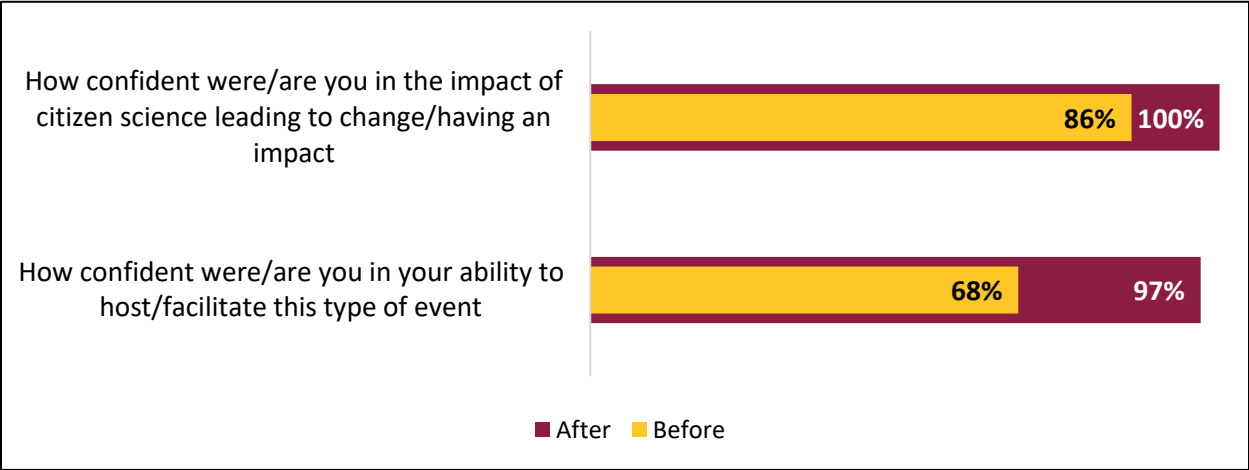 How confident were/are you in the impact of
citizen science leading to change/having an
impact
86% 100%
How confident were/are you in your ability to
host/facilitate this type of event
68% 97%
After Before